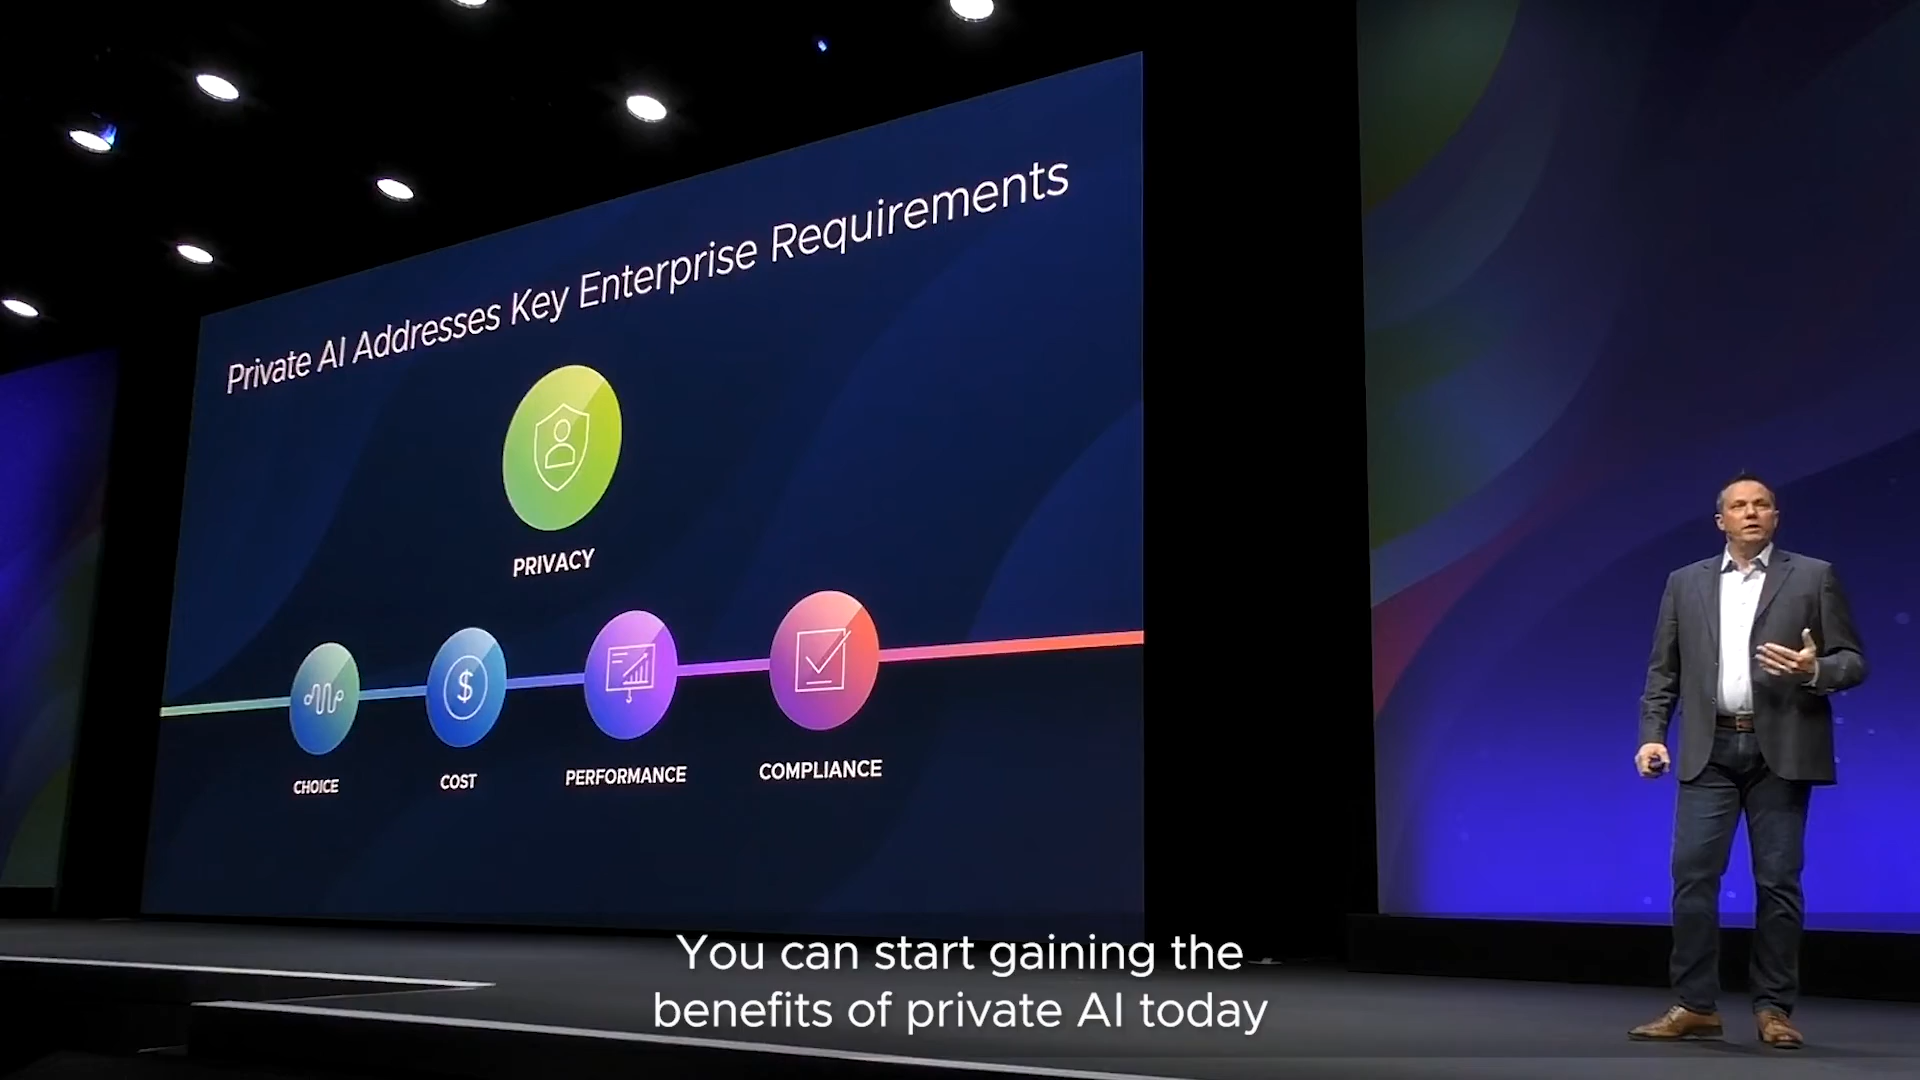 Private AI Addresses Key Enterprise Requirements
PRIVACY
$
CHOICE
COST
PERFORMANCE
COMPLIANCE
You can start gaining the
benefits of private AI today